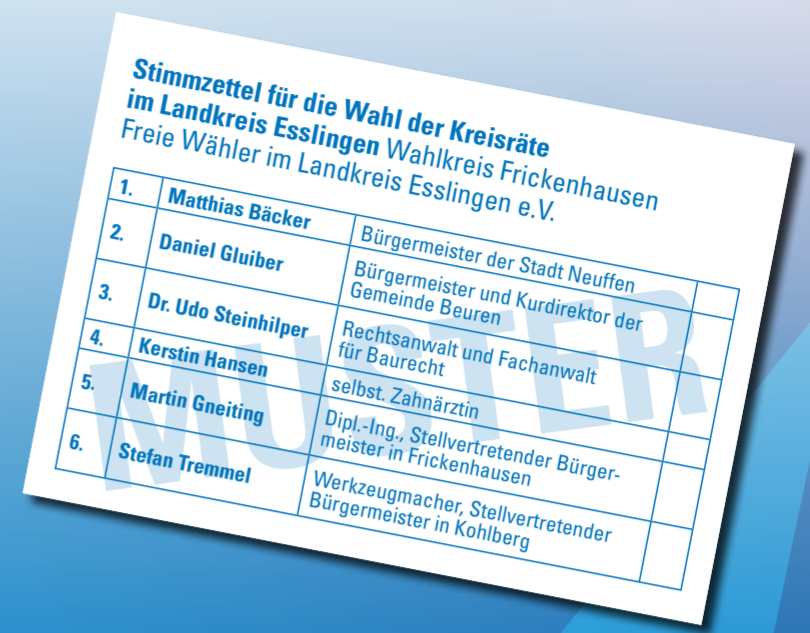 Stimmzettel für die Wahl der Kreisräte
im Landkreis Esslingen Wahlkreis Frickenhausen
Freie Wähler im Landkreis Esslingen e.V.
1. Matthias Bäcker Bürgermeister der Stadt Neuffen
2. Daniel Gluiber Bürgermeister und Kurdirektor der
Gemeinde Beuren
3. Dr. Udo Steinhilper Rechtsanwalt und Fachanwalt
für Baurecht
4. Kerstin Hansen selbst. Zahnärztin
5. Martin Gneiting Dipl.-Ing., Stellvertretender Bürger-
meister in Frickenhausen
6. Stefan Tremmel Werkzeugmacher, Stellvertretender
Bürgermeister in Kohlberg
MUSTER